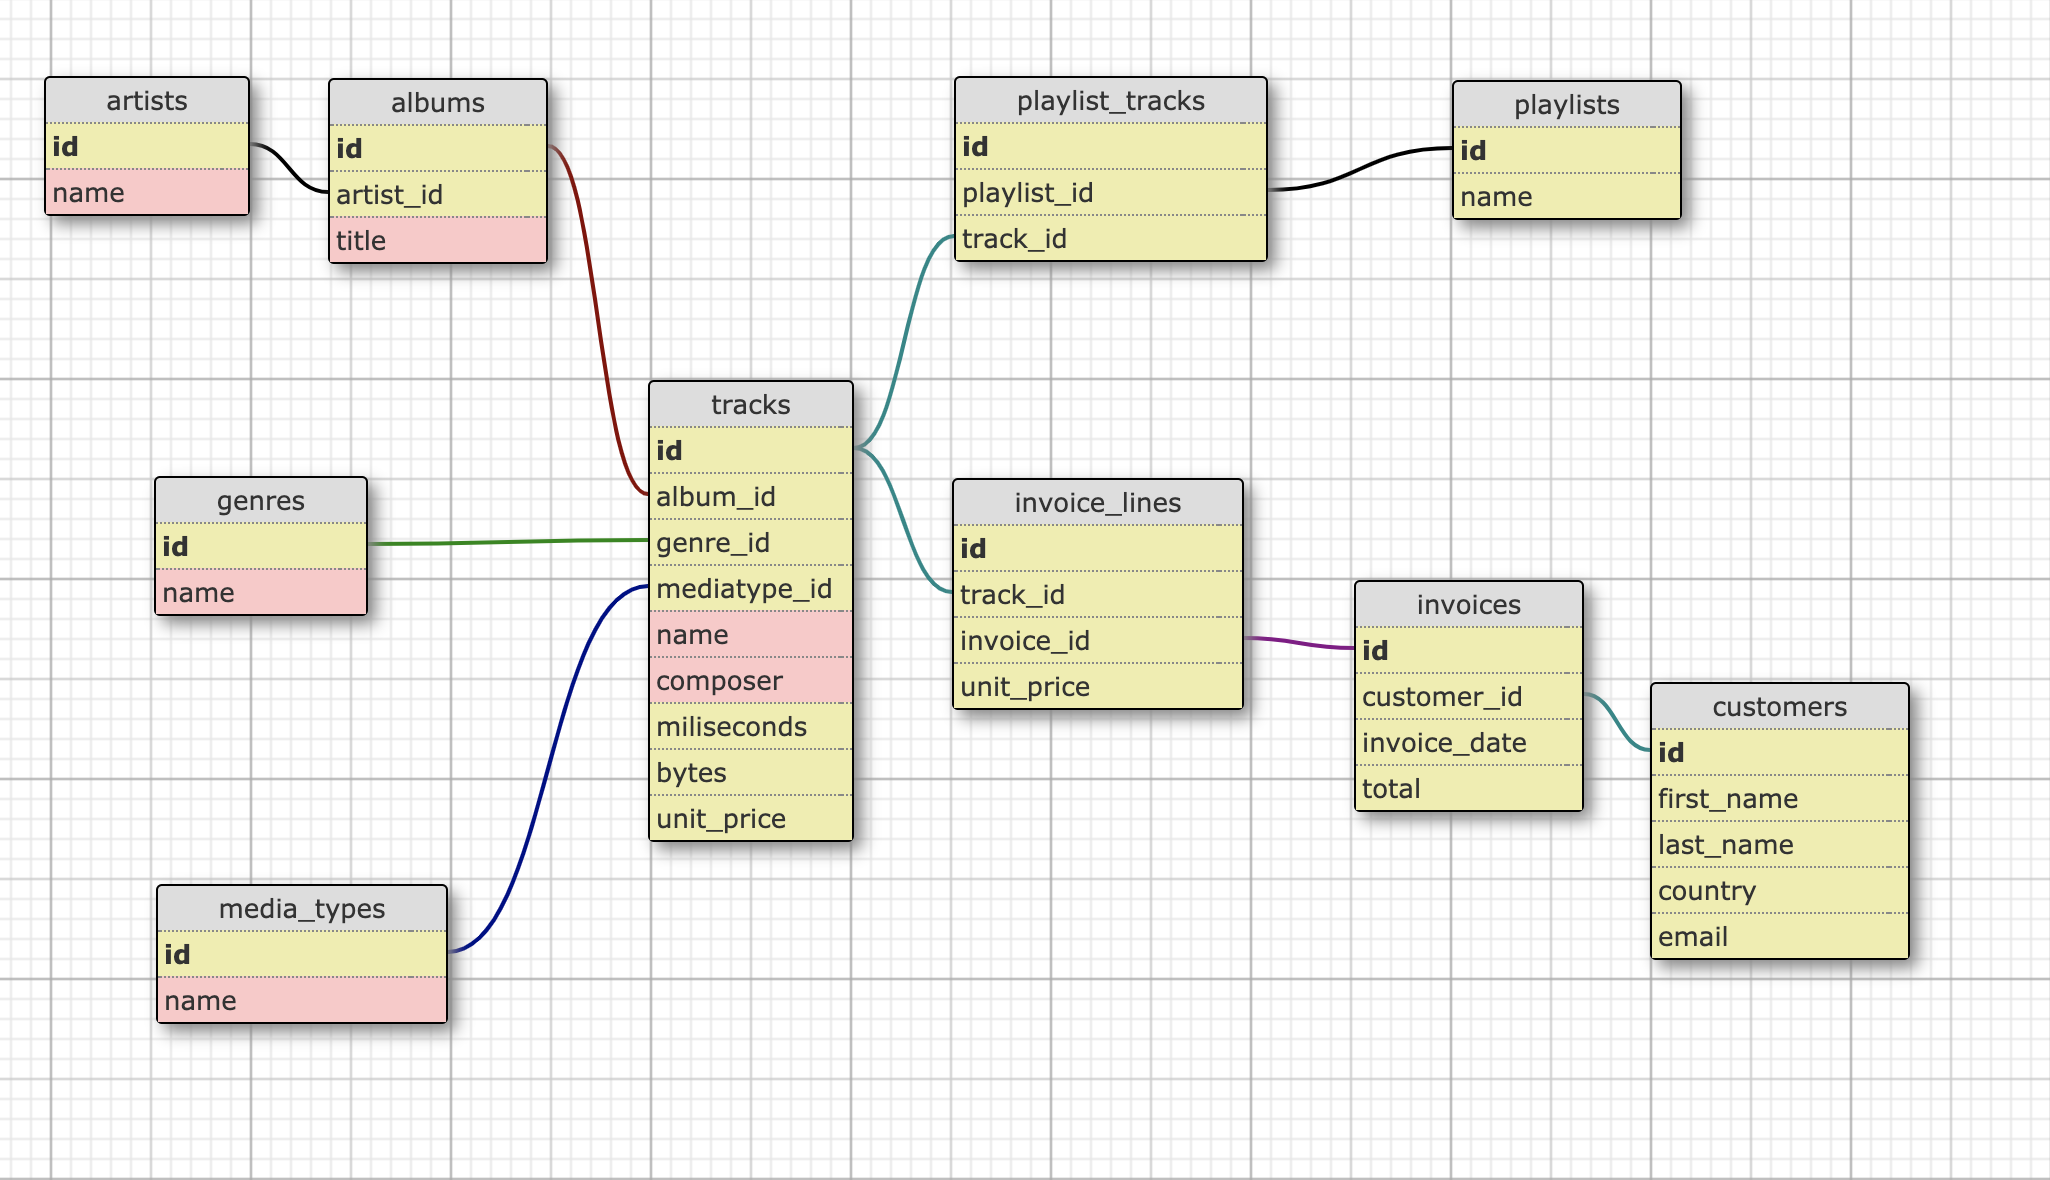 artists
id
name
albums
id
artist_id
title
playlist_tracks
id
playlist_id
track_id
playlists
id
name
tracks
id
album_id
genre_id
mediatype_id
name
composer
miliseconds
bytes
unit_price
genres
id
name
invoice_lines
id
track_id
invoice_id
unit_price
invoices
id
customer_id
invoice_date
total
customers
id
first_name
last_name
country
email
media_types
id
name